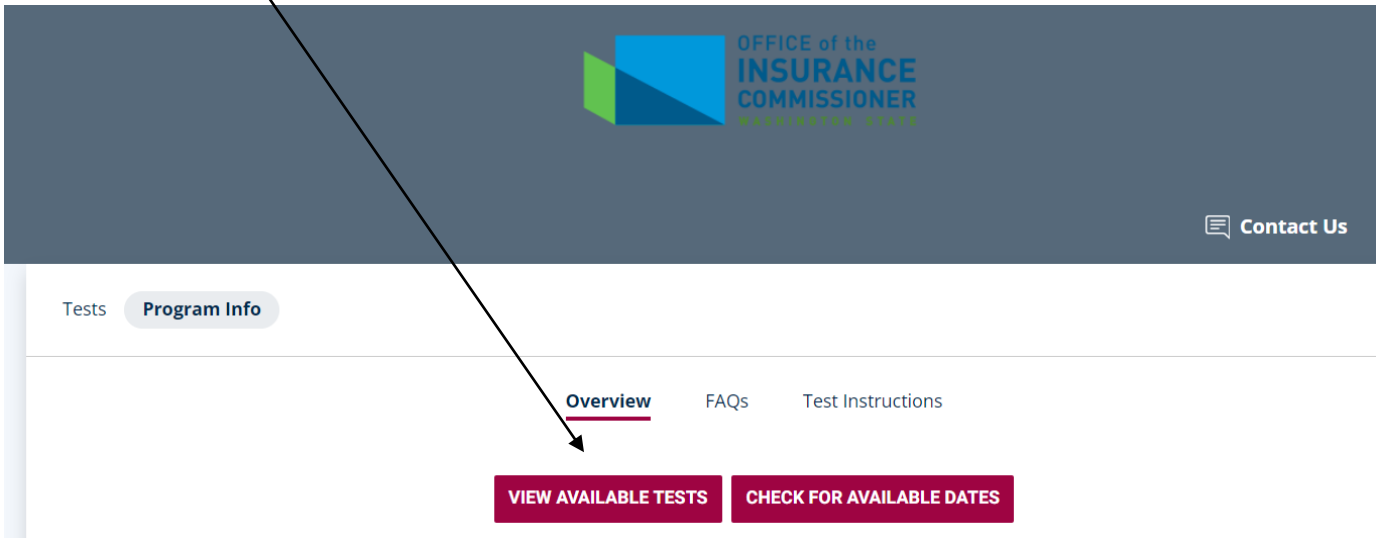 OFFICE of the
INSURANCE
COMMISSIONER
WASHINGTON STATE
Contact Us
Tests Program Info
Overview FAQs Test Instructions
VIEW AVAILABLE TESTS CHECK FOR AVAILABLE DATES